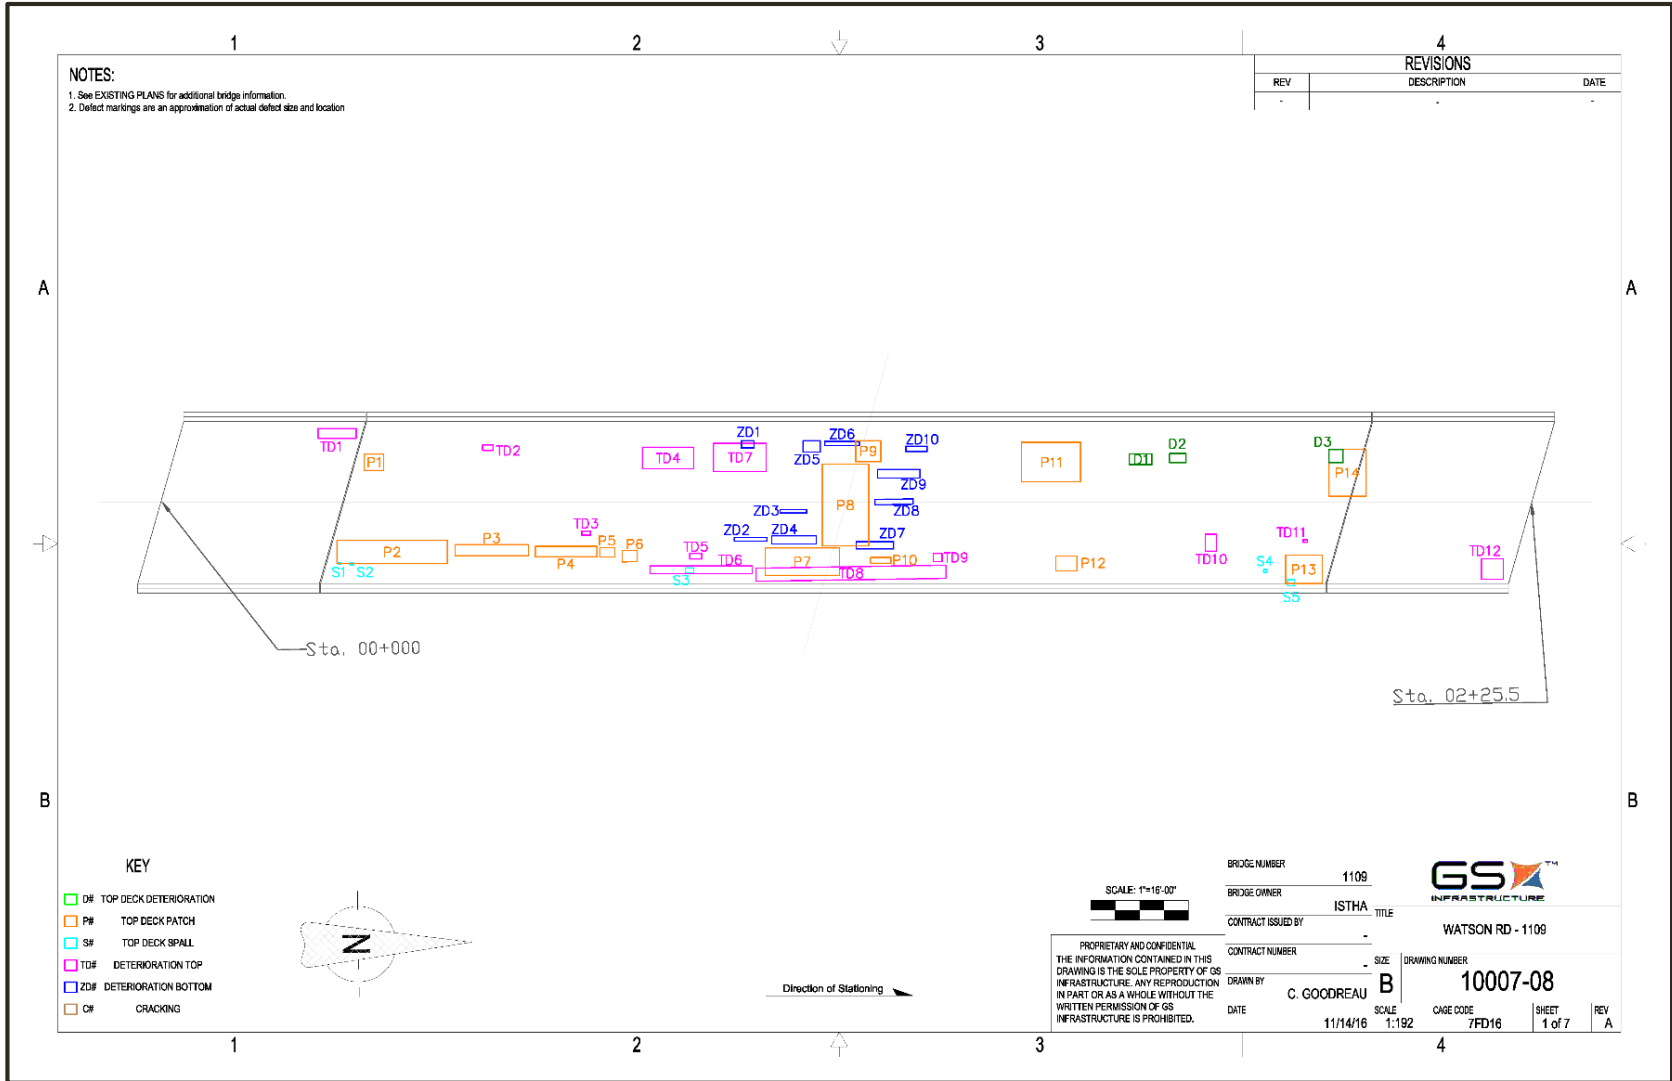 1 2 3 4
NOTES:
1. See EXISTING PLANS for additional bridge information.
2. Defect markings are an approximation of actual defect size and location
REVISIONS
REV DESCRIPTION DATE
- - -
A A
TD1 P1 TD2 TD4 TD7 ZD1 ZD5 ZD6 P9 ZD10 P11 D1 D2 D3 P14
ZD9
P8 ZD8
ZD3
P2 P3 P4 TD3 P5 P6 TD5 TD6 ZD2 ZD4 ZD7 P7 P10 TD9 P12 TD10 TD11 P13 TD12
S1 S2 S3 TD8 S4 S5
Sta. 00+000
Sta. 02+25.5
B B
KEY
D# TOP DECK DETERIORATION
P# TOP DECK PATCH
S# TOP DECK SPALL
TD# DETERIORATION TOP
ZD# DETERIORATION BOTTOM
C# CRACKING
N
Direction of Stationing
SCALE: 1"=16'-00"
PROPRIETARY AND CONFIDENTIAL
THE INFORMATION CONTAINED IN THIS
DRAWING IS THE SOLE PROPERTY OF GS
INFRASTRUCTURE. ANY REPRODUCTION
IN PART OR AS A WHOLE WITHOUT THE
WRITTEN PERMISSION OF GS
INFRASTRUCTURE IS PROHIBITED.
BRIDGE NUMBER
1109
BRIDGE OWNER
ISTHA
CONTRACT ISSUED BY
-
CONTRACT NUMBER
-
DRAWN BY
C. GOODREAU
DATE
11/14/16
GS TM
INFRASTRUCTURE
TITLE
WATSON RD - 1109
SIZE DRAWING NUMBER
B 10007-08
SCALE CAGE CODE SHEET REV
1:192 7FD16 1 of 7 A
1 2 3 4